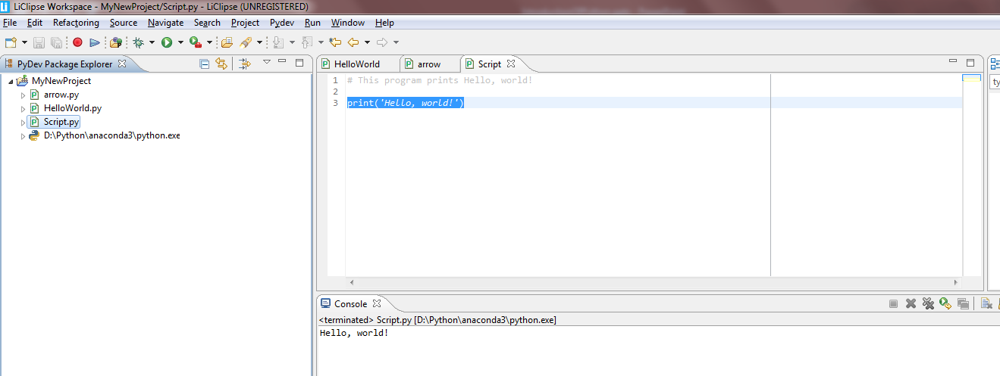 LiClipse Workspace - MyNewProject/Script.py - LiClipse (UNREGISTERED)
File Edit Refactoring Source Navigate Search Project Pydev Run Window Help
PyDev Package Explorer
MyNewProject
arrow.py
HelloWorld.py
Script.py
D:\Python\anaconda3\python.exe
HelloWorld arrow Script
1 # This program prints Hello, world!
2
3 print('Hello, world!')
Console
<terminated> Script.py [D:\Python\anaconda3\python.exe]
Hello, world!